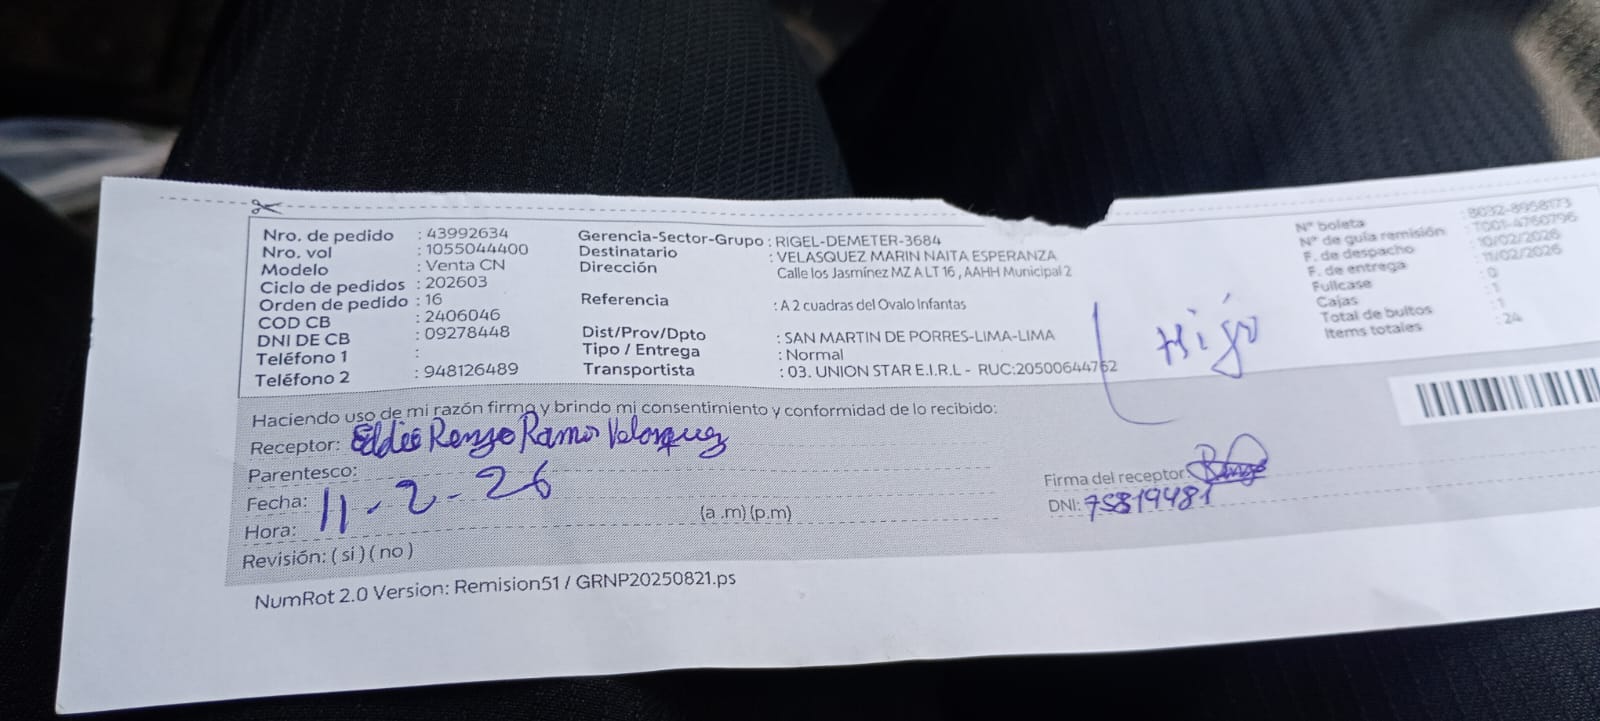 Nro. de pedido : 43992634
Nro. vol : 1055044400
Modelo : Venta CN
Ciclo de pedidos : 202603
Orden de pedido : 16
COD CB : 2406046
DNI DE CB : 09278448
Teléfono 1 :
Teléfono 2 : 948126489
Gerencia-Sector-Grupo : RIGEL-DEMETER-3684
Destinatario : VELASQUEZ MARIN NAITA ESPERANZA
Dirección Calle los Jasmínez MZ A LT 16 , AAHH Municipal 2
Referencia : A 2 cuadras del Ovalo Infantas
Dist/Prov/Dpto : SAN MARTIN DE PORRES-LIMA-LIMA
Tipo / Entrega : Normal
Transportista : 03. UNION STAR E.I.R.L - RUC:20500644762
N° boleta : B032-8958173
N° de guía remisión : T001-4760796
F. de despacho : 10/02/2026
F. de entrega : 11/02/2026
Fullcase : 0
Cajas : 1
Total de bultos : 1
Items totales : 24
Hijo
Haciendo uso de mi razón firma y brindo mi consentimiento y conformidad de lo recibido:
Receptor: Eddie Renzo Ramos Velasquez
Parentesco:
Fecha: 11-2-26
Hora: (a .m) (p.m)
Revisión: ( si ) ( no )
Firma del receptor:
DNI: 75819481
NumRot 2.0 Version: Remision51 / GRNP20250821.ps